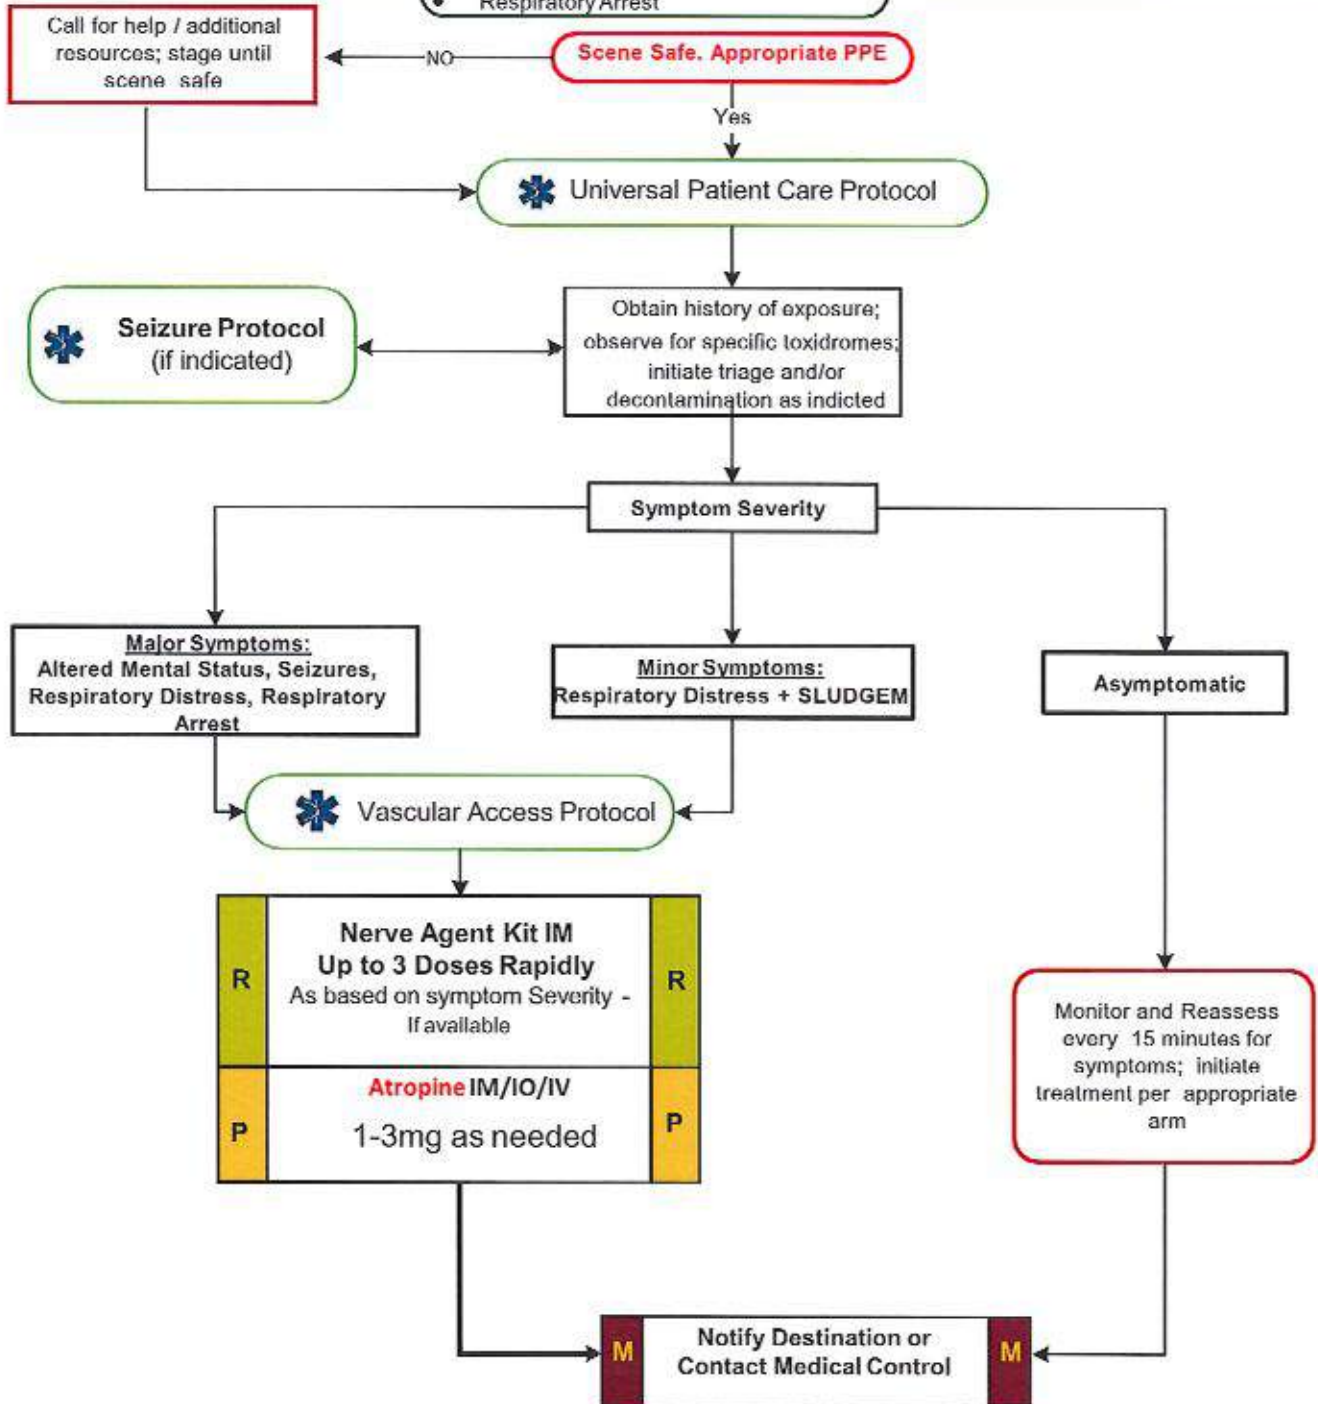 Respiratory Arrest
Call for help / additional
resources; stage until
scene safe
NO
Scene Safe. Appropriate PPE
Yes
Universal Patient Care Protocol
Seizure Protocol
(if indicated)
Obtain history of exposure;
observe for specific toxidromes;
initiate triage and/or
decontamination as indicted
Symptom Severity
Major Symptoms:
Altered Mental Status, Seizures,
Respiratory Distress, Respiratory
Arrest
Minor Symptoms:
Respiratory Distress + SLUDGEM
Asymptomatic
Vascular Access Protocol
R
Nerve Agent Kit IM
Up to 3 Doses Rapidly
As based on symptom Severity -
If available
R
P
Atropine IM/IO/IV
1-3mg as needed
P
Monitor and Reassess
every 15 minutes for
symptoms; initiate
treatment per appropriate
arm
M
Notify Destination or
Contact Medical Control
M